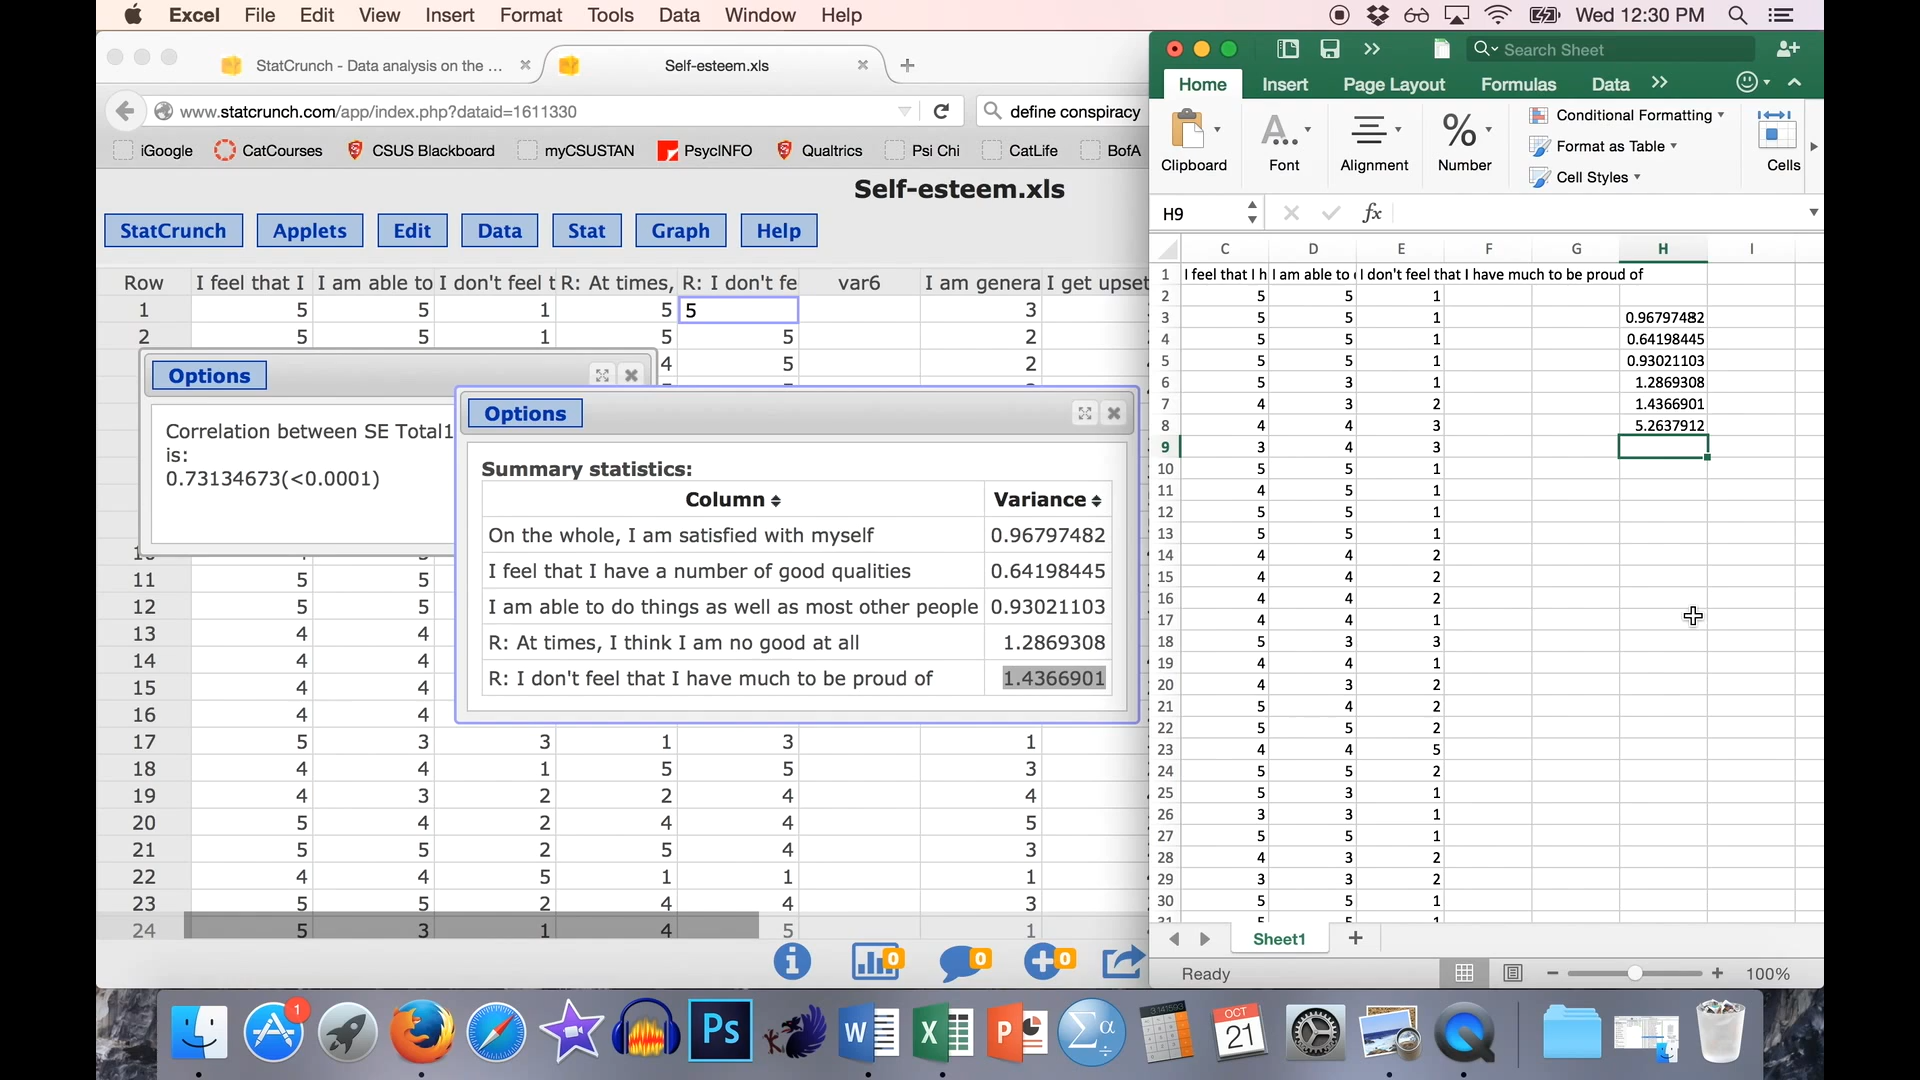 Excel File Edit View Insert Format Tools Data Window Help Wed 12:30 PM
StatCrunch - Data analysis on the ... Self-esteem.xls
www.statcrunch.com/app/index.php?dataid=1611330 define conspiracy
iGoogle CatCourses CSUS Blackboard myCSUSTAN PsycINFO Qualtrics Psi Chi CatLife BofA
Self-esteem.xls
StatCrunch Applets Edit Data Stat Graph Help
Row I feel that I I am able to I don't feel t R: At times, R: I don't fe var6 I am genera I get upset
1 5 5 1 5 5 3
2 5 5 1 5 5 2
4 5 2
Options
Correlation between SE Total1
is:
0.73134673(<0.0001)
Options
Summary statistics:
Column Variance
On the whole, I am satisfied with myself 0.96797482
I feel that I have a number of good qualities 0.64198445
I am able to do things as well as most other people 0.93021103
R: At times, I think I am no good at all 1.2869308
R: I don't feel that I have much to be proud of 1.4366901
11 5 5
12 5 5
13 4 4
14 4 4
15 4 4
16 4 4
17 5 3 3 1 3 1
18 4 4 1 5 5 3
19 4 3 2 2 4 4
20 5 4 2 4 4 5
21 5 5 2 5 4 3
22 4 4 5 1 1 1
23 5 5 2 4 4 3
24 5 3 1 4 5 1
0 0 0
Search Sheet
Home Insert Page Layout Formulas Data
Clipboard Font Alignment Number Conditional Formatting Format as Table Cell Styles Cells
H9 fx
C D E F G H I
1 I feel that I h I am able to I don't feel that I have much to be proud of
2 5 5 1
3 5 5 1 0.96797482
4 5 5 1 0.64198445
5 5 5 1 0.93021103
6 5 3 1 1.2869308
7 4 3 2 1.4366901
8 4 4 3 5.2637912
9 3 4 3
10 5 5 1
11 4 5 1
12 5 5 1
13 5 5 1
14 4 4 2
15 4 4 2
16 4 4 2
17 4 4 1
18 5 3 3
19 4 4 1
20 4 3 2
21 5 4 2
22 5 5 2
23 4 4 5
24 5 5 2
25 5 3 1
26 3 3 1
27 5 5 1
28 4 3 2
29 3 3 2
30 5 5 1
Sheet1
Ready 100%
1 Ps W X P Σα OCT 21